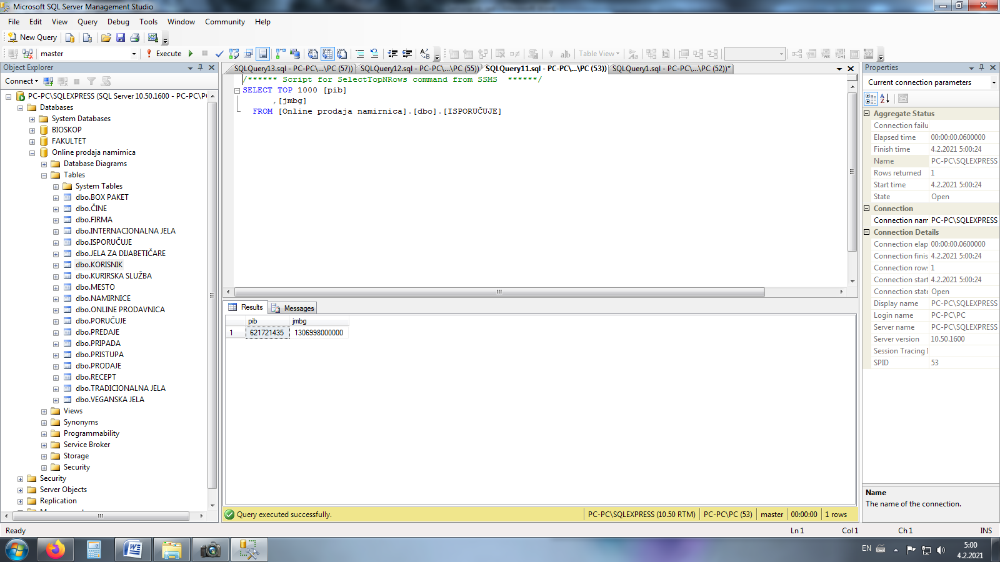 Microsoft SQL Server Management Studio
File Edit View Query Debug Tools Window Community Help
New Query
master
Execute
Table View
Object Explorer
Connect
PC-PC\SQLEXPRESS (SQL Server 10.50.1600 - PC-PC\P
Databases
System Databases
BIOSKOP
FAKULTET
Online prodaja namirnica
Database Diagrams
Tables
System Tables
dbo.BOX PAKET
dbo.ČINE
dbo.FIRMA
dbo.INTERNACIONALNA JELA
dbo.ISPORUČUJE
dbo.JELA ZA DIJABETIČARE
dbo.KORISNIK
dbo.KURIRSKA SLUŽBA
dbo.MESTO
dbo.NAMIRNICE
dbo.ONLINE PRODAVNICA
dbo.PORUČUJE
dbo.PREDAJE
dbo.PRIPADA
dbo.PRISTUPA
dbo.PRODAJE
dbo.RECEPT
dbo.TRADICIONALNA JELA
dbo.VEGANSKA JELA
Views
Synonyms
Programmability
Service Broker
Storage
Security
Security
Server Objects
Replication
SQLQuery13.sql - PC-PC\...\PC (57)) SQLQuery12.sql - PC-PC\...\PC (55)) SQLQuery11.sql - PC-PC\...\PC (53)) SQLQuery1.sql - PC-PC\...\PC (52))*
/****** Script for SelectTopNRows command from SSMS ******/
SELECT TOP 1000 [pib]
,[jmbg]
FROM [Online prodaja namirnica].[dbo].[ISPORUČUJE]
Results Messages
pib jmbg
1 621721435 1306998000000
Query executed successfully. PC-PC\SQLEXPRESS (10.50 RTM) PC-PC\PC (53) master 00:00:00 1 rows
Properties
Current connection parameters
Aggregate Status
Connection failu
Elapsed time 00:00:00.0600000
Finish time 4.2.2021 5:00:24
Name PC-PC\SQLEXPRESS
Rows returned 1
Start time 4.2.2021 5:00:24
State Open
Connection
Connection nam PC-PC\SQLEXPRESS
Connection Details
Connection elap 00:00:00.0600000
Connection finis 4.2.2021 5:00:24
Connection rows 1
Connection start 4.2.2021 5:00:24
Connection state Open
Display name PC-PC\SQLEXPRESS
Login name PC-PC\PC
Server name PC-PC\SQLEXPRESS
Server version 10.50.1600
Session Tracing I
SPID 53
Name
The name of the connection.
Ready Ln 1 Col 1 Ch 1 INS
EN 5:00
4.2.2021